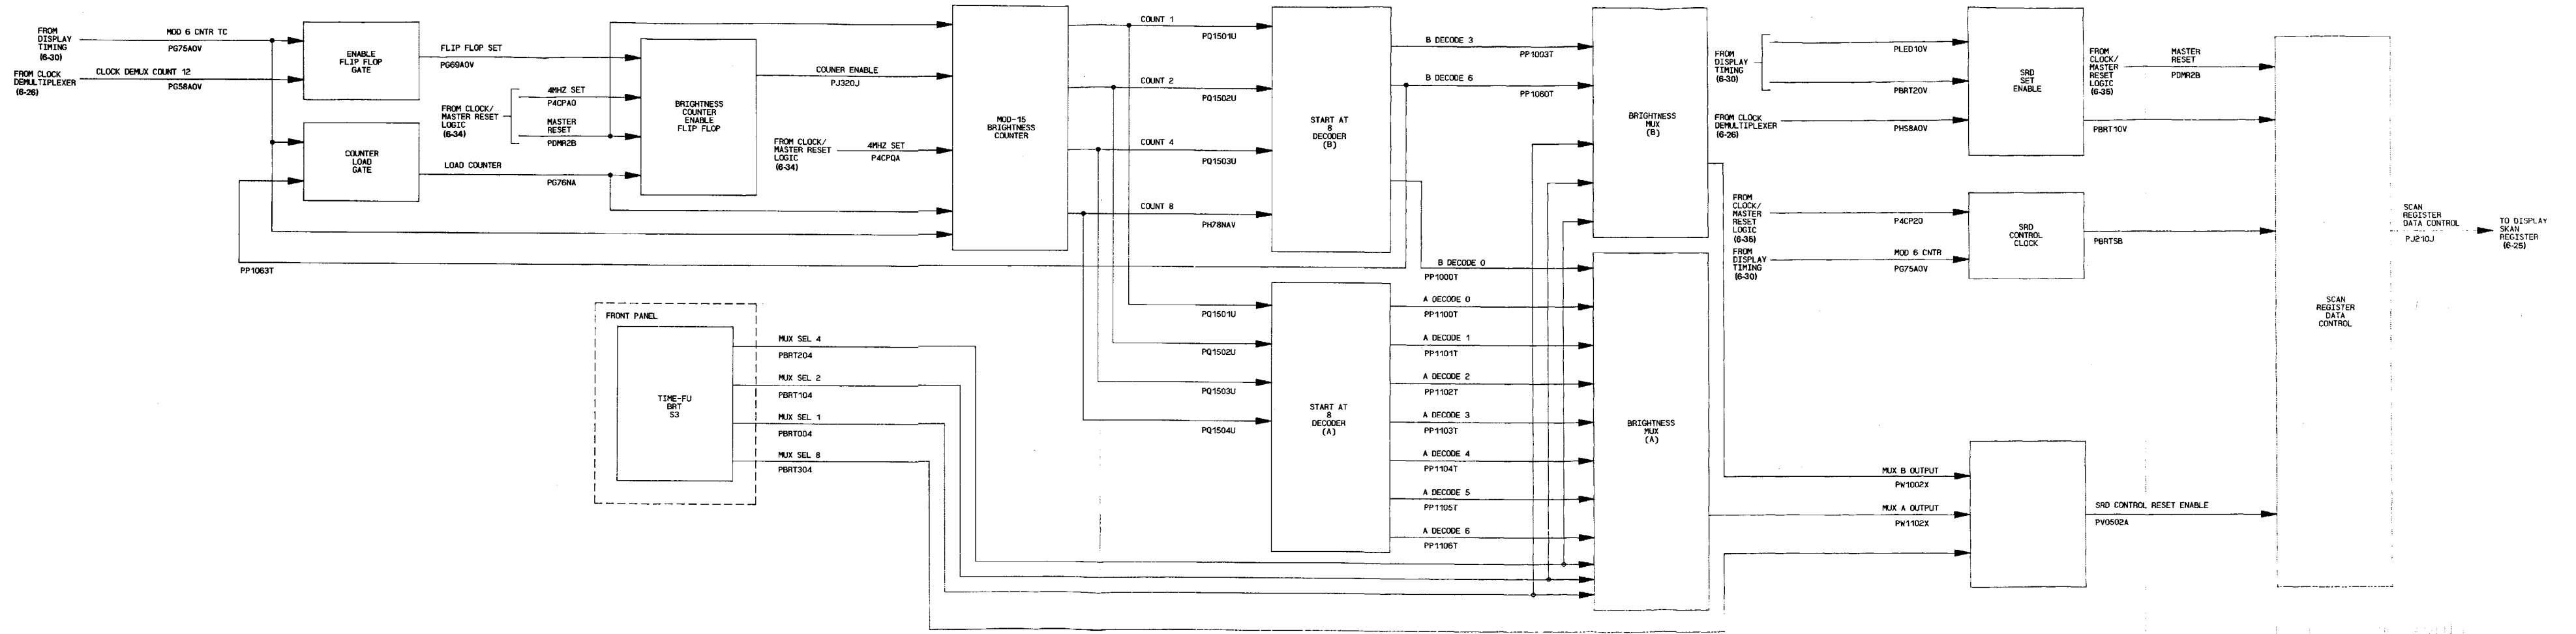 FROM
DISPLAY
TIMING
(6-30)
MOD 6 CNTR TC
PG75A0V
FROM CLOCK
DEMULTIPLEXER
(6-26)
CLOCK DEMUX COUNT 12
PG58A0V
ENABLE
FLIP FLOP
GATE
FLIP FLOP SET
PG69A0V
COUNTER
LOAD
GATE
LOAD COUNTER
PG76NA
FROM CLOCK/
MASTER RESET
LOGIC
(6-34)
4MHZ SET
P4CPA0
MASTER
RESET
PDMR2B
BRIGHTNESS
COUNTER
ENABLE
FLIP FLOP
COUNER ENABLE
PJ320J
FROM CLOCK/
MASTER RESET
LOGIC
(6-34)
4MHZ SET
P4CPQA
PP1063T
MOD-15
BRIGHTNESS
COUNTER
COUNT 1
PQ1501U
COUNT 2
PQ1502U
COUNT 4
PQ1503U
COUNT 8
PH78NAV
START AT
8
DECODER
(B)
B DECODE 3
PP1003T
B DECODE 6
PP1060T
B DECODE 0
PP1000T
PQ1501U
PQ1502U
PQ1503U
PQ1504U
START AT
8
DECODER
(A)
A DECODE 0
PP1100T
A DECODE 1
PP1101T
A DECODE 2
PP1102T
A DECODE 3
PP1103T
A DECODE 4
PP1104T
A DECODE 5
PP1105T
A DECODE 6
PP1106T
FRONT PANEL
TIME-FU
BRT
S3
MUX SEL 4
PBRT204
MUX SEL 2
PBRT104
MUX SEL 1
PBRT004
MUX SEL 8
PBRT304
BRIGHTNESS
MUX
(B)
BRIGHTNESS
MUX
(A)
FROM
DISPLAY
TIMING
(6-30)
PLED10V
PBRT20V
FROM CLOCK
DEMULTIPLEXER
(6-26)
PHS8A0V
SRD
SET
ENABLE
FROM
CLOCK/
MASTER
RESET
LOGIC
(6-35)
MASTER
RESET
PDMR2B
PBRT10V
FROM
CLOCK/
MASTER
RESET
LOGIC
(6-35)
P4CP20
FROM
DISPLAY
TIMING
(6-30)
MOD 6 CNTR
PG75A0V
SRD
CONTROL
CLOCK
PBRTSB
MUX B OUTPUT
PW1002X
MUX A OUTPUT
PW1102X
SRD CONTROL RESET ENABLE
PV0502A
SCAN
REGISTER
DATA
CONTROL
SCAN
REGISTER
DATA CONTROL
PJ210J
TO DISPLAY
SKAN
REGISTER
(6-25)